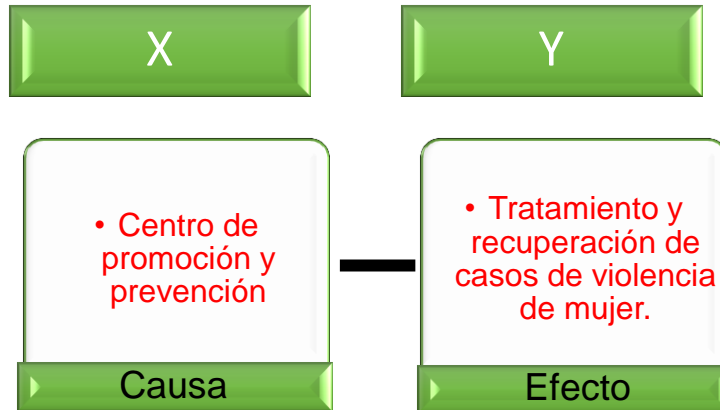 X
Y
• Centro de
promoción y
prevención
• Tratamiento y
recuperación de
casos de violencia
de mujer.
Causa
Efecto